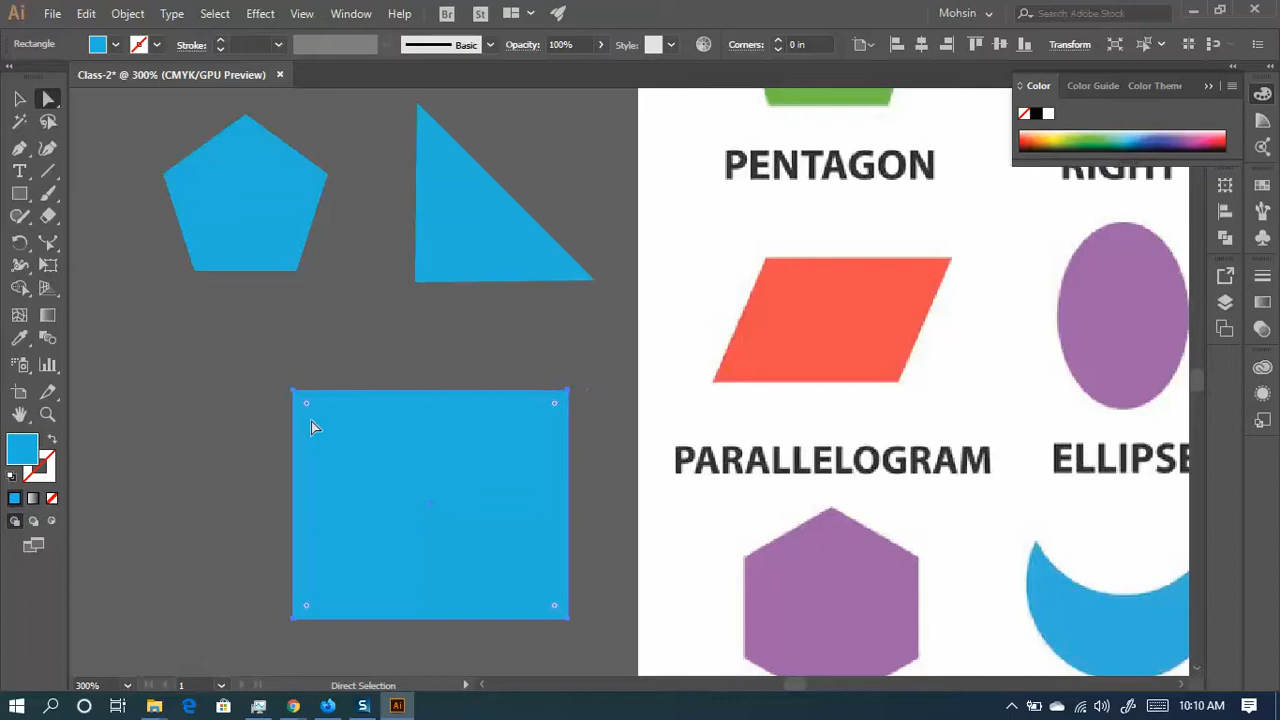 Ai File Edit Object Type Select Effect View Window Help Br St Mohsin Search Adobe Stock
Rectangle Stroke: Basic Opacity: 100% Style: Corners: 0 in Transform
Class-2* @ 300% (CMYK/GPU Preview) ×
Color Color Guide Color Theme
PENTAGON
RIGHT
PARALLELOGRAM
ELLIPSE
300% 1 Direct Selection
S Ai 10:10 AM